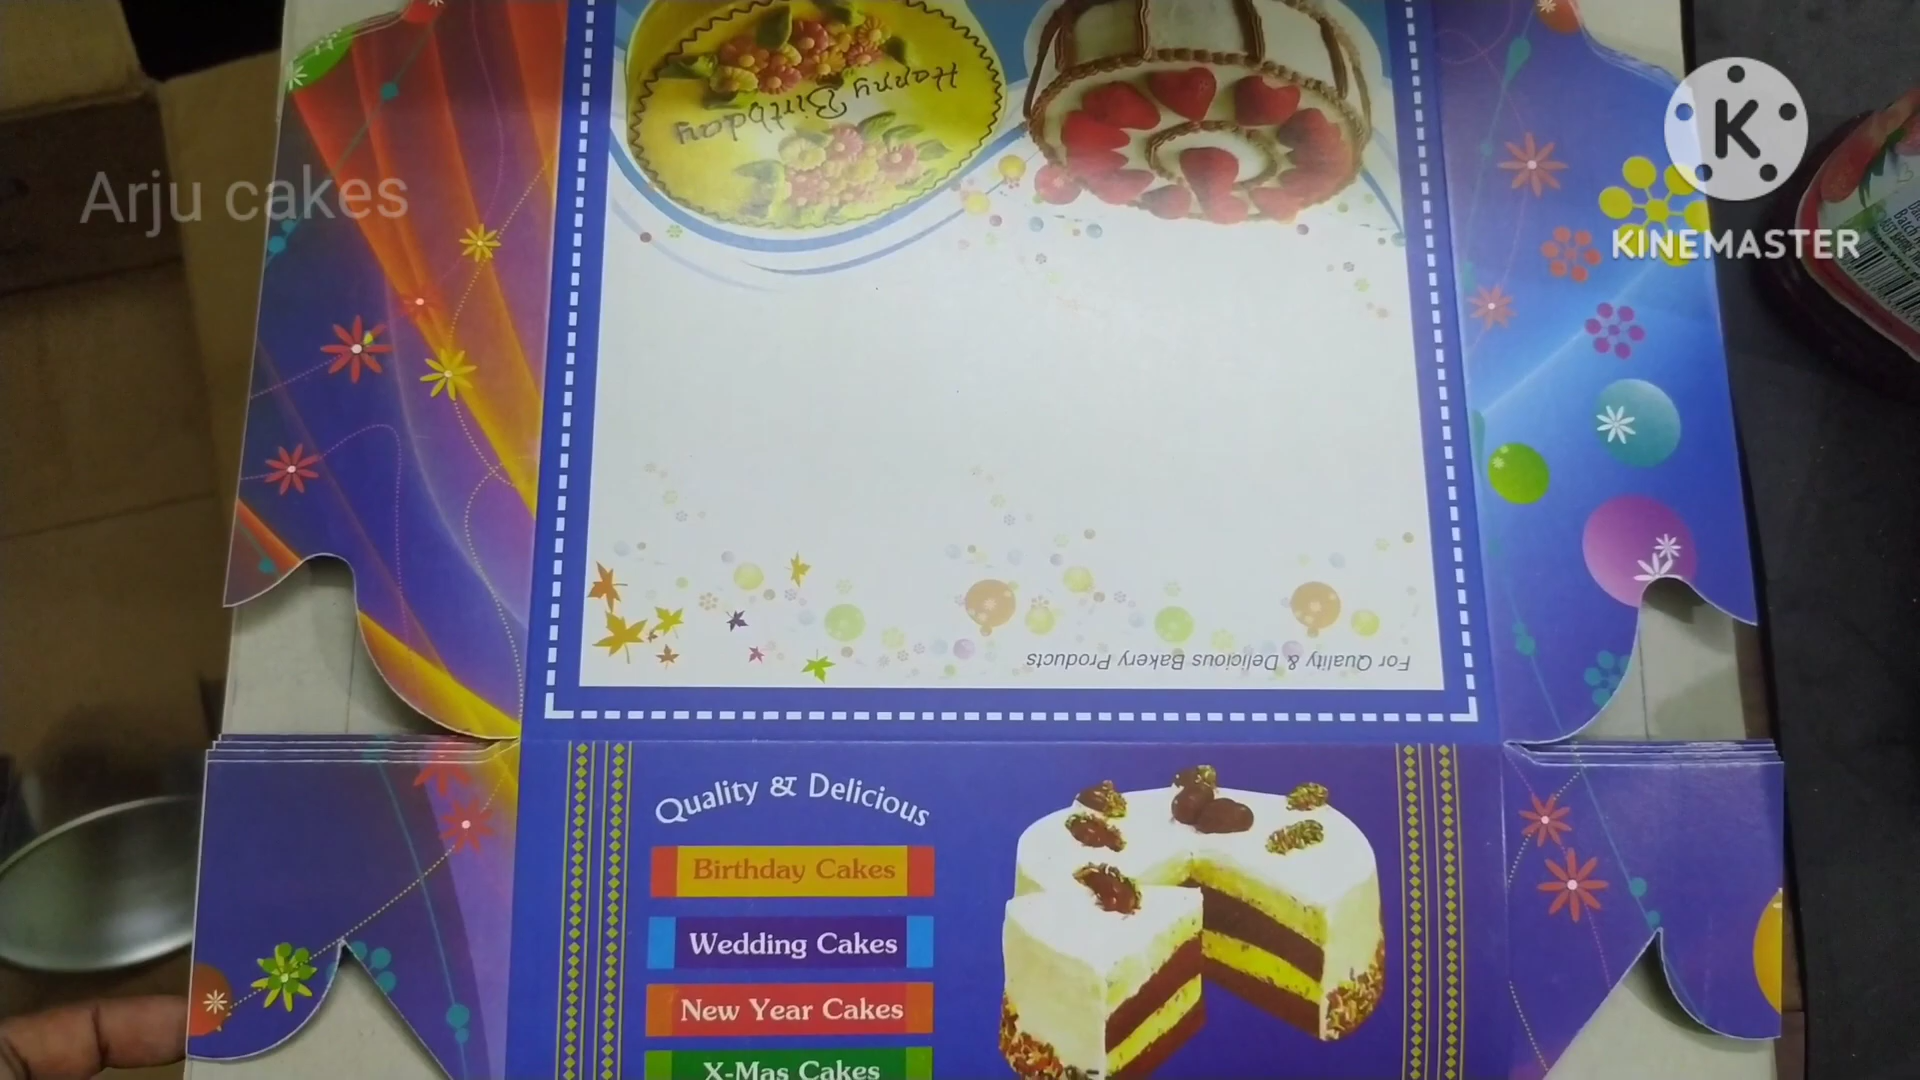 Arju cakes
K
KINEMASTER
Happy Birthday
For Quality & Delicious Bakery Products
Quality & Delicious
Birthday Cakes
Wedding Cakes
New Year Cakes
X-Mas Cakes